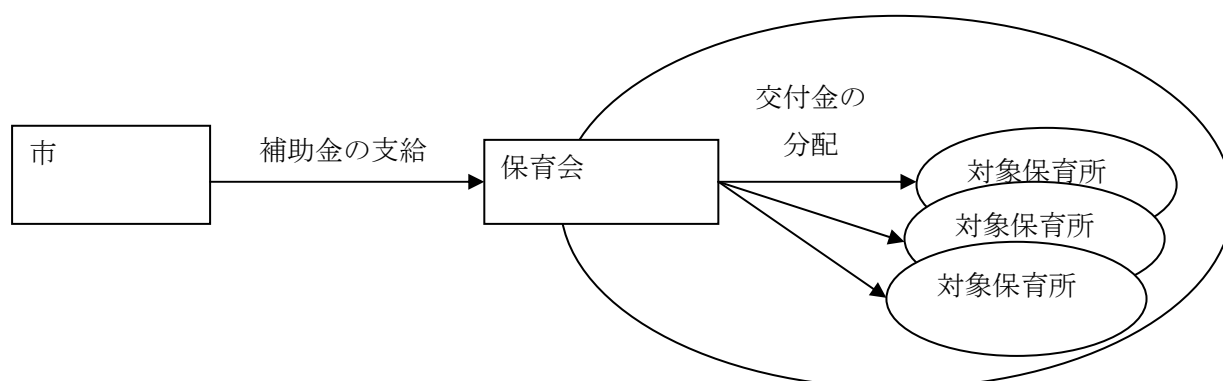 市
補助金の支給
保育会
交付金の
分配
対象保育所
対象保育所
対象保育所